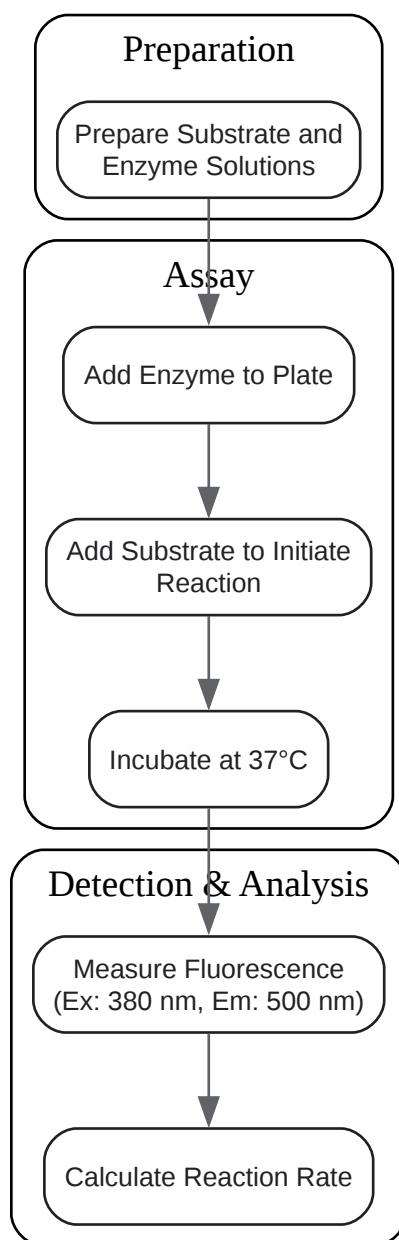 Preparation
Prepare Substrate and
Enzyme Solutions
Assay
Add Enzyme to Plate
Add Substrate to Initiate
Reaction
Incubate at 37°C
Detection & Analysis
Measure Fluorescence
(Ex: 380 nm, Em: 500 nm)
Calculate Reaction Rate